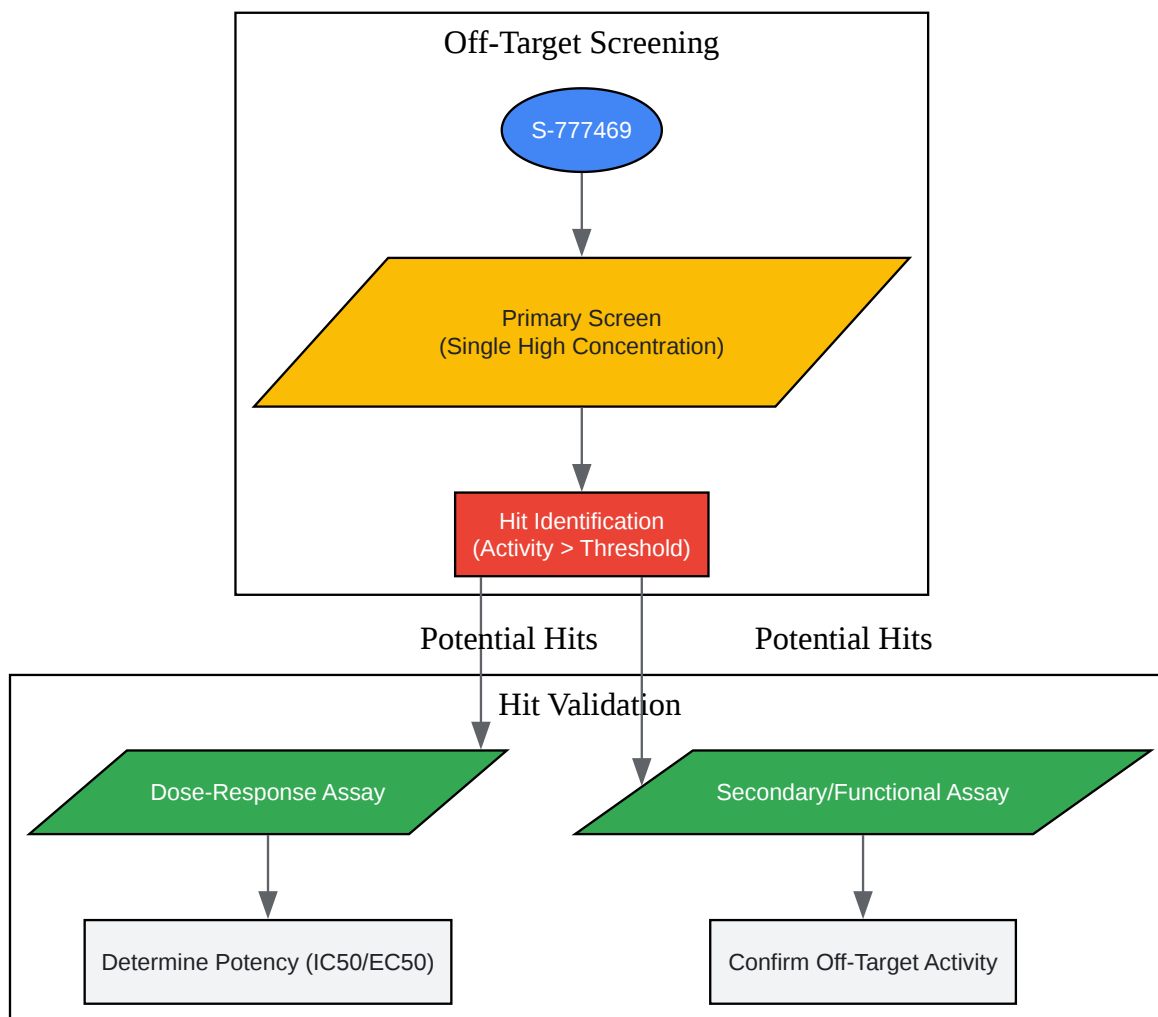 Off-Target Screening
S-777469
Primary Screen
(Single High Concentration)
Hit Identification
(Activity > Threshold)
Potential Hits
Potential Hits
Hit Validation
Dose-Response Assay
Secondary/Functional Assay
Determine Potency (IC50/EC50)
Confirm Off-Target Activity